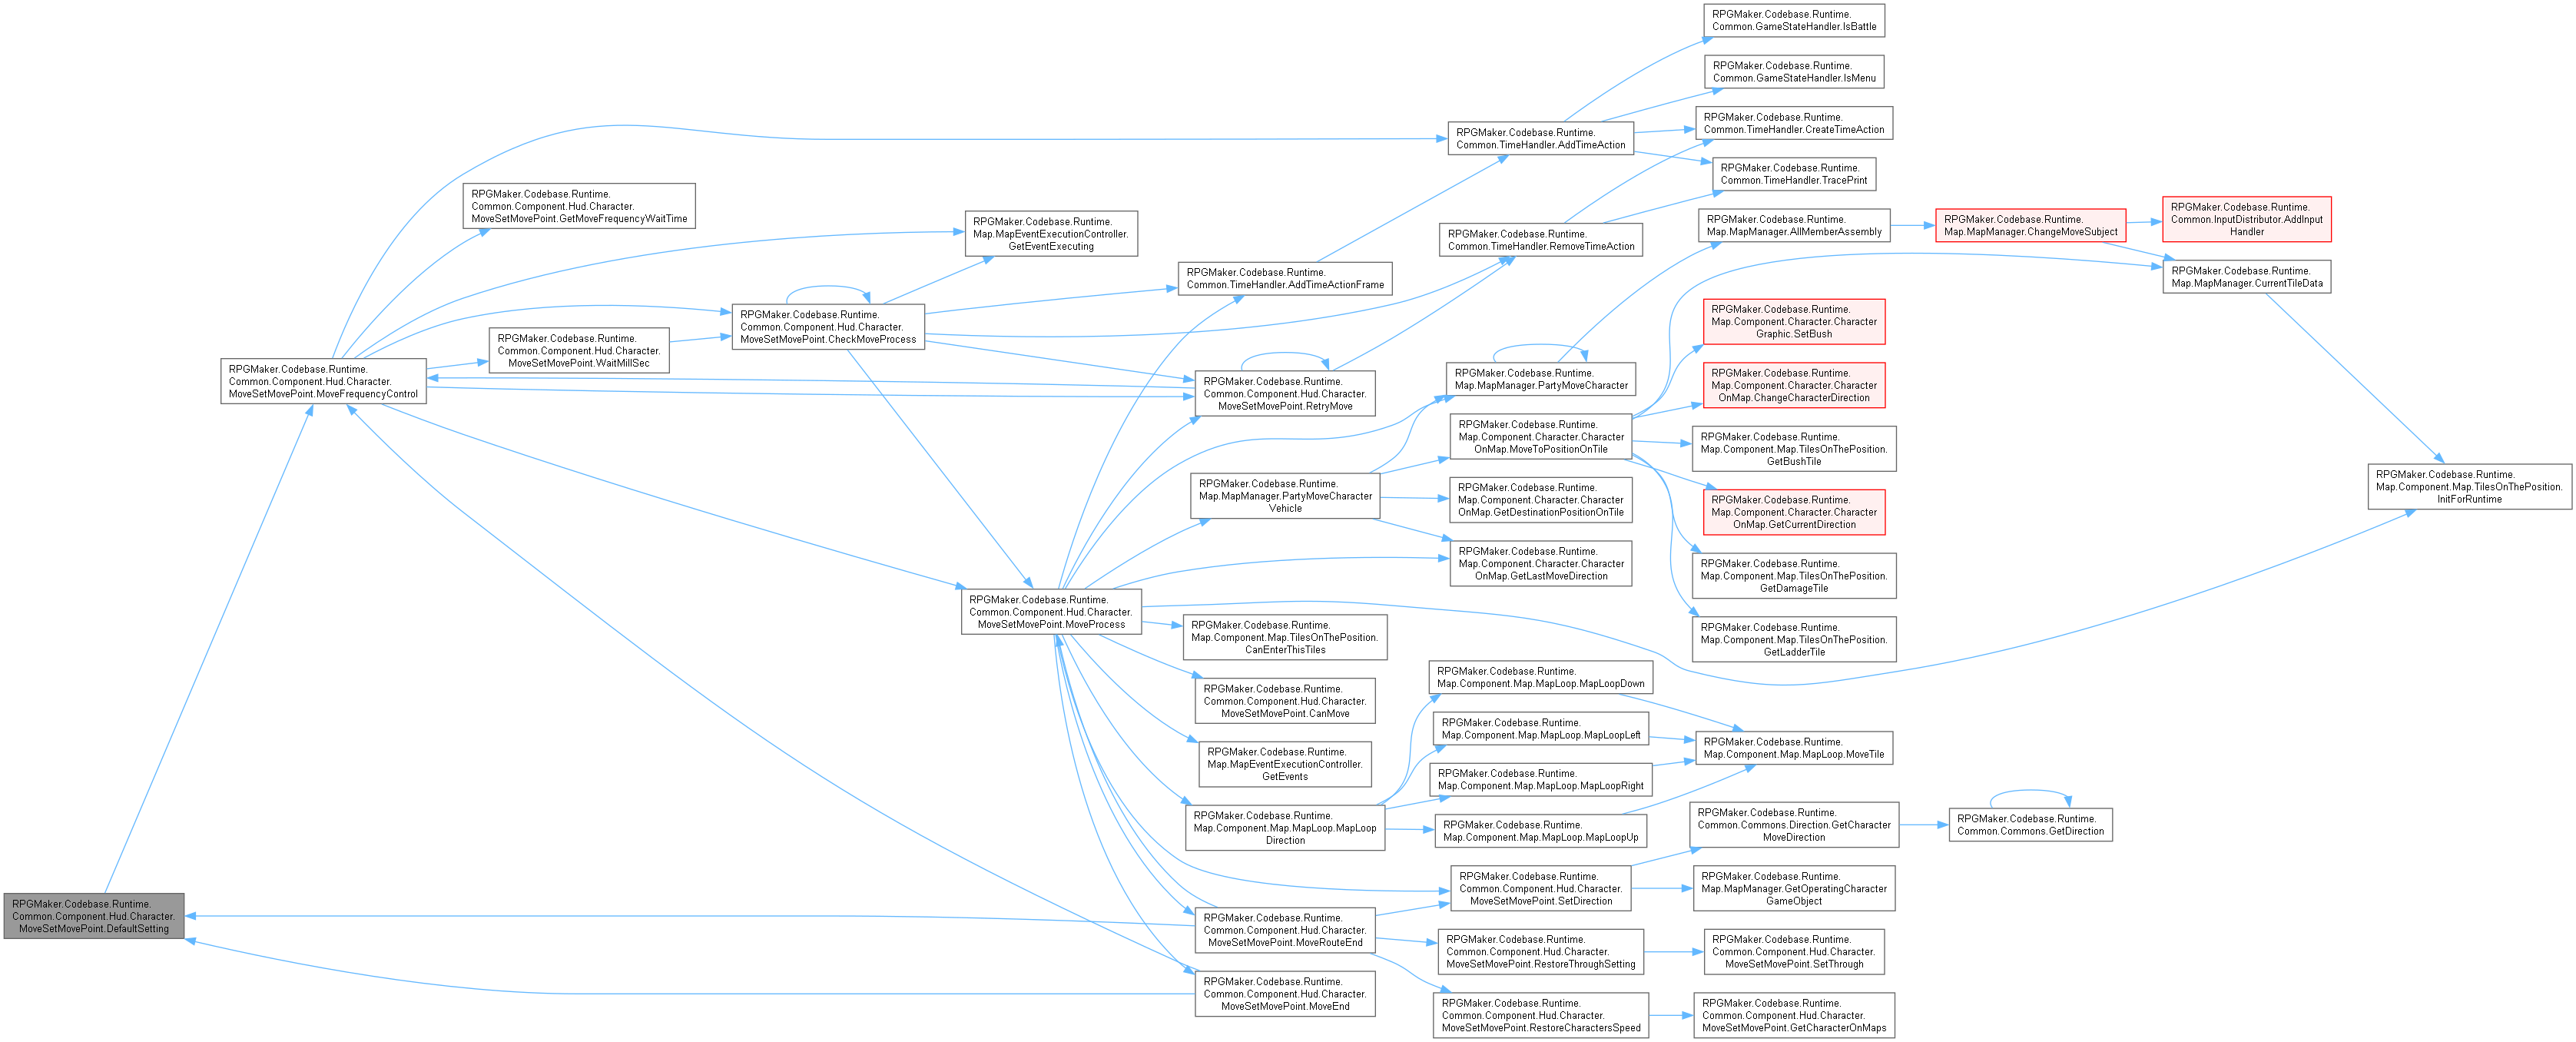 RPGMaker.Codebase.Runtime.
Common.GameStateHandler.IsBattle
RPGMaker.Codebase.Runtime.
Common.GameStateHandler.IsMenu
RPGMaker.Codebase.Runtime.
Common.TimeHandler.CreateTimeAction
RPGMaker.Codebase.Runtime.
Common.TimeHandler.AddTimeAction
RPGMaker.Codebase.Runtime.
Common.TimeHandler.TracePrint
RPGMaker.Codebase.Runtime.
Common.Component.Hud.Character.
MoveSetMovePoint.GetMoveFrequencyWaitTime
RPGMaker.Codebase.Runtime.
Map.MapEventExecutionController.
GetEventExecuting
RPGMaker.Codebase.Runtime.
Common.TimeHandler.RemoveTimeAction
RPGMaker.Codebase.Runtime.
Map.MapManager.AllMemberAssembly
RPGMaker.Codebase.Runtime.
Map.MapManager.ChangeMoveSubject
RPGMaker.Codebase.Runtime.
Common.InputDistributor.AddInput
Handler
RPGMaker.Codebase.Runtime.
Common.TimeHandler.AddTimeActionFrame
RPGMaker.Codebase.Runtime.
Map.MapManager.CurrentTileData
RPGMaker.Codebase.Runtime.
Common.Component.Hud.Character.
MoveSetMovePoint.CheckMoveProcess
RPGMaker.Codebase.Runtime.
Map.Component.Character.Character
Graphic.SetBush
RPGMaker.Codebase.Runtime.
Common.Component.Hud.Character.
MoveSetMovePoint.WaitMillSec
RPGMaker.Codebase.Runtime.
Common.Component.Hud.Character.
MoveSetMovePoint.MoveFrequencyControl
RPGMaker.Codebase.Runtime.
Common.Component.Hud.Character.
MoveSetMovePoint.RetryMove
RPGMaker.Codebase.Runtime.
Map.MapManager.PartyMoveCharacter
RPGMaker.Codebase.Runtime.
Map.Component.Character.Character
OnMap.ChangeCharacterDirection
RPGMaker.Codebase.Runtime.
Map.Component.Character.Character
OnMap.MoveToPositionOnTile
RPGMaker.Codebase.Runtime.
Map.Component.Map.TilesOnThePosition.
GetBushTile
RPGMaker.Codebase.Runtime.
Map.Component.Map.TilesOnThePosition.
InitForRuntime
RPGMaker.Codebase.Runtime.
Map.MapManager.PartyMoveCharacter
Vehicle
RPGMaker.Codebase.Runtime.
Map.Component.Character.Character
OnMap.GetDestinationPositionOnTile
RPGMaker.Codebase.Runtime.
Map.Component.Character.Character
OnMap.GetCurrentDirection
RPGMaker.Codebase.Runtime.
Map.Component.Character.Character
OnMap.GetLastMoveDirection
RPGMaker.Codebase.Runtime.
Map.Component.Map.TilesOnThePosition.
GetDamageTile
RPGMaker.Codebase.Runtime.
Common.Component.Hud.Character.
MoveSetMovePoint.MoveProcess
RPGMaker.Codebase.Runtime.
Map.Component.Map.TilesOnThePosition.
CanEnterThisTiles
RPGMaker.Codebase.Runtime.
Map.Component.Map.TilesOnThePosition.
GetLadderTile
RPGMaker.Codebase.Runtime.
Common.Component.Hud.Character.
MoveSetMovePoint.CanMove
RPGMaker.Codebase.Runtime.
Map.Component.Map.MapLoop.MapLoopDown
RPGMaker.Codebase.Runtime.
Map.Component.Map.MapLoop.MapLoopLeft
RPGMaker.Codebase.Runtime.
Map.Component.Map.MapLoop.MoveTile
RPGMaker.Codebase.Runtime.
Map.MapEventExecutionController.
GetEvents
RPGMaker.Codebase.Runtime.
Map.Component.Map.MapLoop.MapLoopRight
RPGMaker.Codebase.Runtime.
Map.Component.Map.MapLoop.MapLoop
Direction
RPGMaker.Codebase.Runtime.
Map.Component.Map.MapLoop.MapLoopUp
RPGMaker.Codebase.Runtime.
Common.Commons.Direction.GetCharacter
MoveDirection
RPGMaker.Codebase.Runtime.
Common.Commons.GetDirection
RPGMaker.Codebase.Runtime.
Common.Component.Hud.Character.
MoveSetMovePoint.SetDirection
RPGMaker.Codebase.Runtime.
Map.MapManager.GetOperatingCharacter
GameObject
RPGMaker.Codebase.Runtime.
Common.Component.Hud.Character.
MoveSetMovePoint.DefaultSetting
RPGMaker.Codebase.Runtime.
Common.Component.Hud.Character.
MoveSetMovePoint.MoveRouteEnd
RPGMaker.Codebase.Runtime.
Common.Component.Hud.Character.
MoveSetMovePoint.RestoreThroughSetting
RPGMaker.Codebase.Runtime.
Common.Component.Hud.Character.
MoveSetMovePoint.SetThrough
RPGMaker.Codebase.Runtime.
Common.Component.Hud.Character.
MoveSetMovePoint.MoveEnd
RPGMaker.Codebase.Runtime.
Common.Component.Hud.Character.
MoveSetMovePoint.RestoreCharactersSpeed
RPGMaker.Codebase.Runtime.
Common.Component.Hud.Character.
MoveSetMovePoint.GetCharacterOnMaps